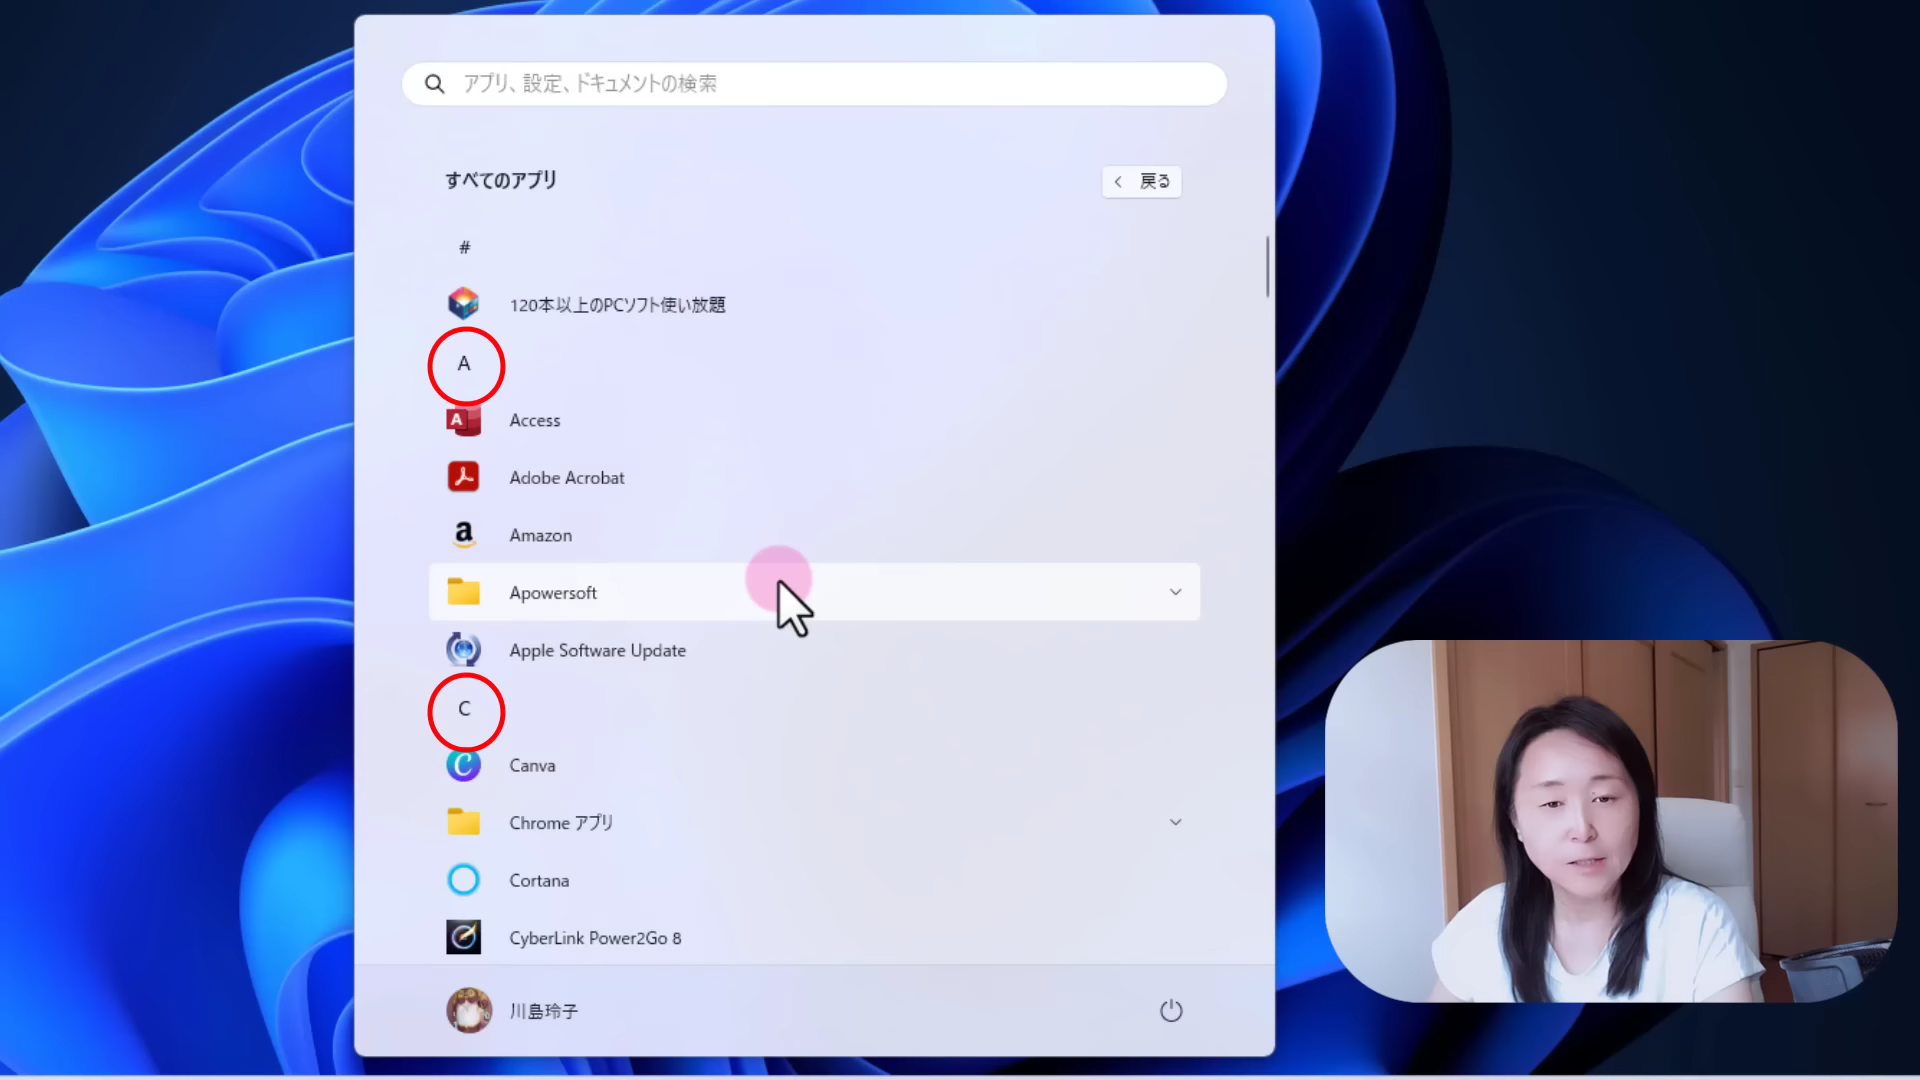 アプリ、設定、ドキュメントの検索
すべてのアプリ
戻る
#
120本以上のPCソフト使い放題
A
Access
Adobe Acrobat
Amazon
Apowersoft
Apple Software Update
C
Canva
Chrome アプリ
Cortana
CyberLink Power2Go 8
川島玲子